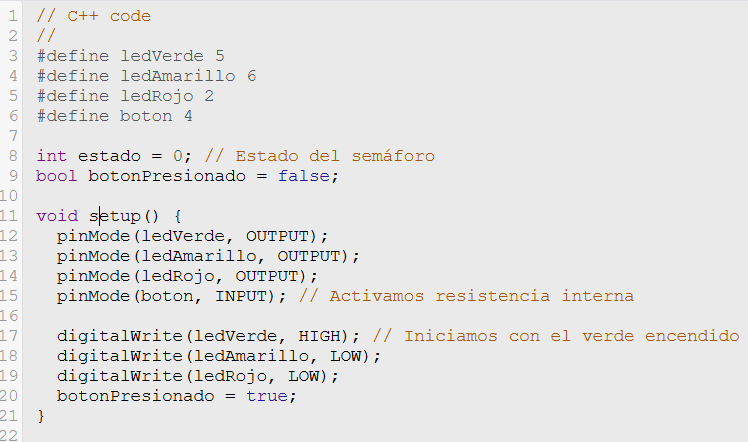 1 // C++ code
2 //
3 #define ledVerde 5
4 #define ledAmarillo 6
5 #define ledRojo 2
6 #define boton 4
7
8 int estado = 0; // Estado del semáforo
9 bool botonPresionado = false;
10
11 void setup() {
12   pinMode(ledVerde, OUTPUT);
13   pinMode(ledAmarillo, OUTPUT);
14   pinMode(ledRojo, OUTPUT);
15   pinMode(boton, INPUT); // Activamos resistencia interna
16
17   digitalWrite(ledVerde, HIGH); // Iniciamos con el verde encendido
18   digitalWrite(ledAmarillo, LOW);
19   digitalWrite(ledRojo, LOW);
20   botonPresionado = true;
21 }
22